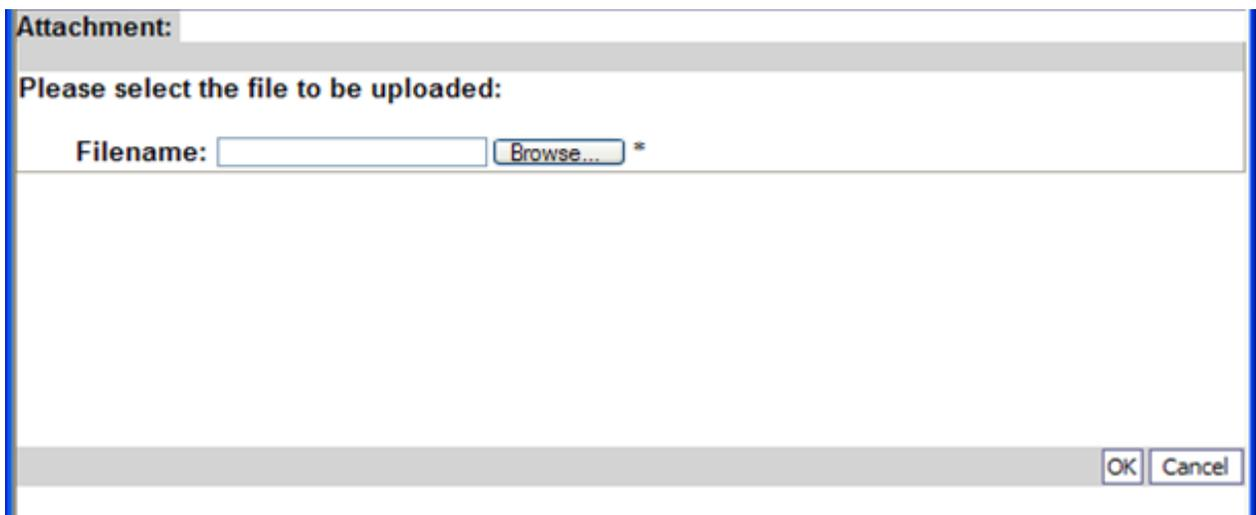 Attachment:
Please select the file to be uploaded:
Filename: Browse... *
OK Cancel